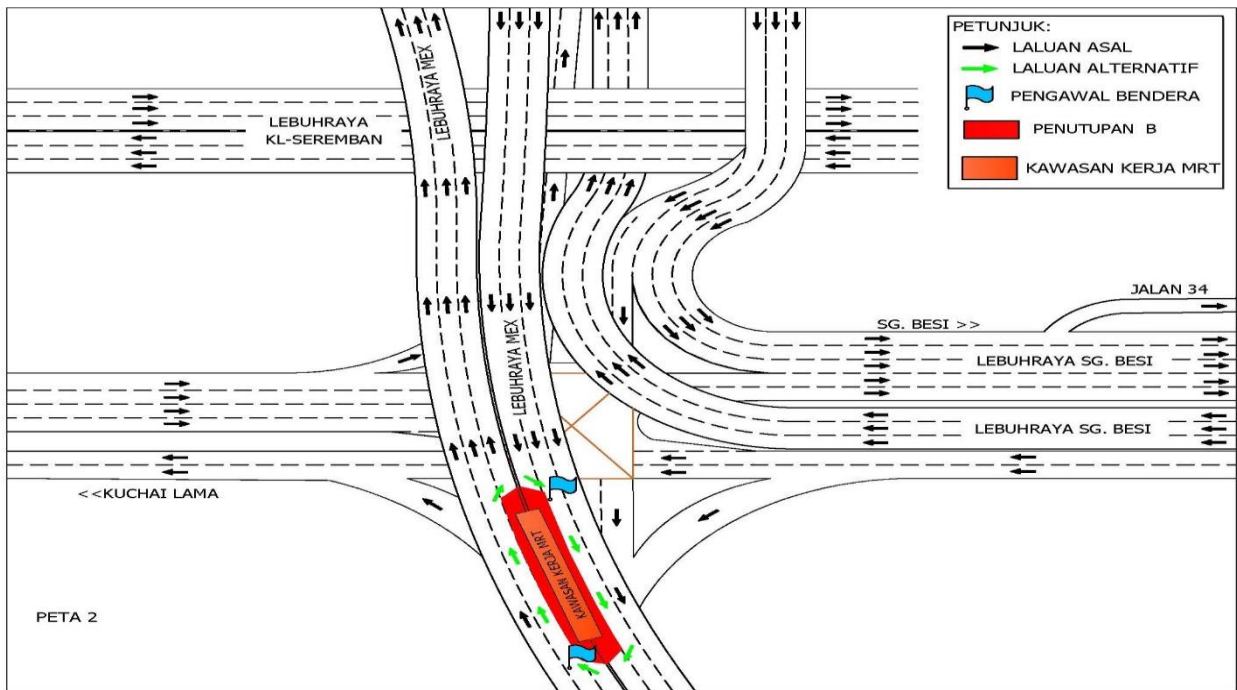 PETUNJUK:
LALUAN ASAL
LALUAN ALTERNATIF
PENGAWAL BENDERA
PENUTUPAN B
KAWASAN KERJA MRT
LEBUHRAYA MEX
LEBUHRAYA MEX
LEBUHRAYA
KL-SEREMBAN
JALAN 34
SG. BESI >>
LEBUHRAYA SG. BESI
LEBUHRAYA SG. BESI
<<KUCHAI LAMA
KAWASAN KERJA MRT
PETA 2